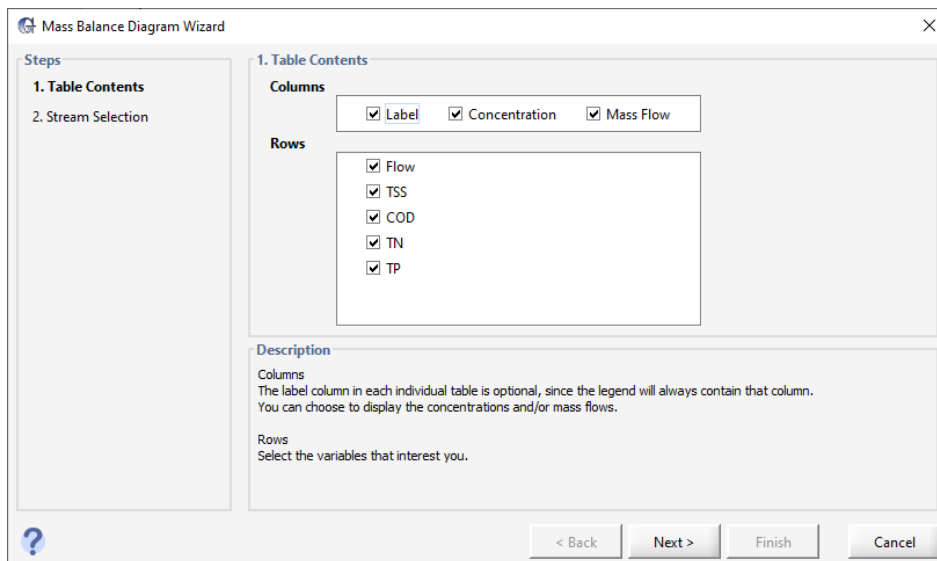 Mass Balance Diagram Wizard
Steps
1. Table Contents
2. Stream Selection
1. Table Contents
Columns
Label Concentration Mass Flow
Rows
Flow
TSS
COD
TN
TP
Description
Columns
The label column in each individual table is optional, since the legend will always contain that column.
You can choose to display the concentrations and/or mass flows.
Rows
Select the variables that interest you.
?
< Back Next > Finish Cancel